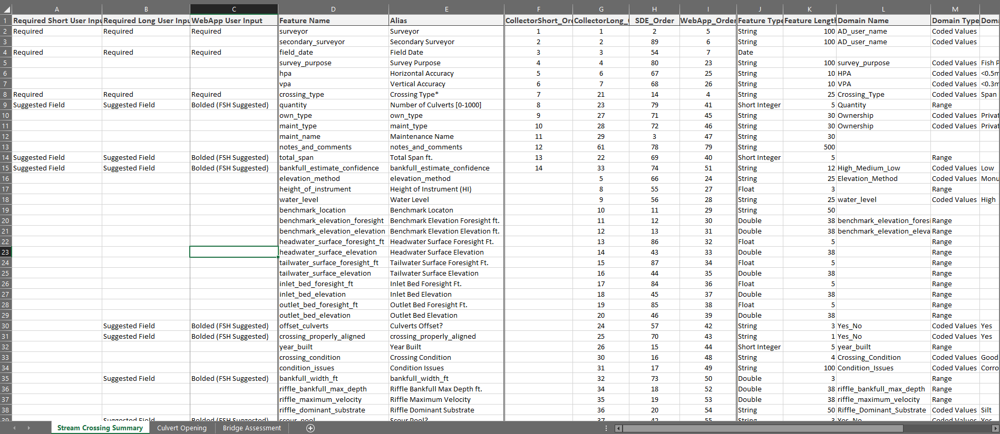 A B C D E F G H I J K L M
1 Required Short User Inpu Required Long User Inpu WebApp User Input Feature Name Alias CollectorShort_Ord CollectorLong_ SDE_Order WebApp_Order Feature Type Feature Length Domain Name Domain Type Dom
2 Required Required Required surveyor Surveyor 1 1 2 5 String 100 AD_user_name Coded Values
3 secondary_surveyor Secondary Surveyor 2 2 89 6 String 100 AD_user_name Coded Values
4 Required Required Required field_date Field Date 3 3 54 7 Date
5 survey_purpose Survey Purpose 4 4 80 23 String 100 survey_purpose Coded Values Fish P
6 hpa Horizontal Accuracy 5 6 67 25 String 10 HPA Coded Values <0.5m
7 vpa Vertical Accuracy 6 7 68 26 String 10 VPA Coded Values <0.3m
8 Required Required Required crossing_type Crossing Type* 7 21 14 4 String 25 Crossing_Type Coded Values Span
9 Suggested Field Suggested Field Bolded (FSH Suggested) quantity Number of Culverts [0-1000] 8 23 79 41 Short Integer 5 Quantity Range
10 own_type own_type 9 27 71 45 String 30 Ownership Coded Values Privat
11 maint_type maint_type 10 28 72 46 String 30 Ownership Coded Values Privat
12 maint_name Maintenance Name 11 29 3 47 String 30
13 notes_and_comments notes_and_comments 12 61 78 79 String 500
14 Suggested Field Suggested Field Bolded (FSH Suggested) total_span Total Span ft. 13 22 69 40 Short Integer 5 Range
15 Suggested Field Suggested Field Bolded (FSH Suggested) bankfull_estimate_confidence bankfull_estimate_confidence 14 33 74 51 String 12 High_Medium_Low Coded Values Low
16 elevation_method elevation_method 5 66 24 String 25 Elevation_Method Coded Values Monu
17 height_of_instrument Height of Instrument (HI) 8 55 27 Float 3 Range
18 water_level Water Level 9 56 28 String 25 water_level Coded Values High
19 benchmark_location Benchmark Locaton 10 11 29 String 50
20 benchmark_elevation_foresight Benchmark Elevation Foresight ft. 11 12 30 Double 38 benchmark_elevation_foresi Range
21 benchmark_elevation_elevation Benchmark Elevation Elevation ft. 12 13 31 Double 38 benchmark_elevation_eleva Range
22 headwater_surface_foresight_ft Headwater Surface Foresight Ft. 13 86 32 Float 5 Range
23 headwater_surface_elevation Headwater Surface Elevation 14 43 33 Double 38 Range
24 tailwater_surface_foresight_ft Tailwater Surface Foresight Ft. 15 87 34 Float 5 Range
25 tailwater_surface_elevation Tailwater Surface Elevation 16 44 35 Double 38 Range
26 inlet_bed_foresight_ft Inlet Bed Foresight Ft. 17 84 36 Float 5 Range
27 inlet_bed_elevation Inlet Bed Elevation 18 45 37 Double 38 Range
28 outlet_bed_foresight_ft Outlet Bed Foresight Ft. 19 85 38 Float 5 Range
29 outlet_bed_elevation Outlet Bed Elevation 20 46 39 Double 38 Range
30 Suggested Field Bolded (FSH Suggested) offset_culverts Culverts Offset? 24 57 42 String 3 Yes_No Coded Values Yes
31 Suggested Field Bolded (FSH Suggested) crossing_properly_aligned crossing_properly_aligned 25 70 43 String 1 Yes_No Coded Values Yes
32 year_built Year Built 26 15 44 Short Integer 5 year_built Range
33 crossing_condition Crossing Condition 30 16 48 String 4 Crossing_Condition Coded Values Good
34 condition_issues Condition Issues 31 17 49 String 100 Condition_Issues Coded Values Corro
35 Suggested Field Bolded (FSH Suggested) bankfull_width_ft bankfull_width_ft 32 73 50 Double 3 Range
36 riffle_bankfull_max_depth Riffle Bankfull Max Depth ft. 34 18 52 Double 38 riffle_bankfull_max_depth Range
37 riffle_maximum_velocity Riffle Maximum Velocity 35 19 53 Double 38 riffle_maximum_velocity Range
38 riffle_dominant_substrate Riffle Dominant Substrate 36 20 54 String 50 Riffle_Dominant_Substrate Coded Values Silt
39 Suggested Field Bolded (FSH Suggested) scour_pool Scour Pool? 37 42 55 String 3 Yes_No Coded Values Yes
Stream Crossing Summary Culvert Opening Bridge Assessment